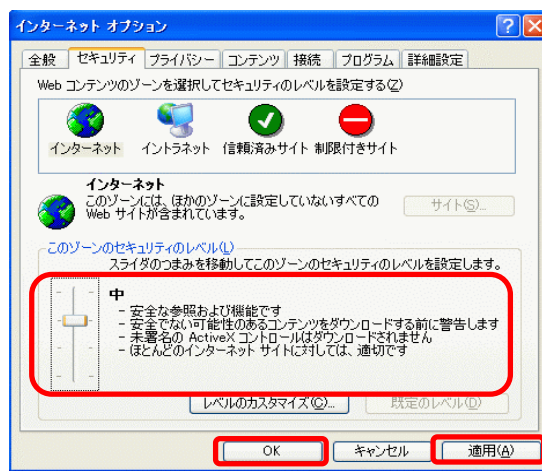 インターネット オプション
全般 セキュリティ プライバシー コンテンツ 接続 プログラム 詳細設定
Web コンテンツのゾーンを選択してセキュリティのレベルを設定する(Z)
インターネット イントラネット 信頼済みサイト 制限付きサイト
インターネット
このゾーンには、ほかのゾーンに設定していないすべての
Web サイトが含まれています。
サイト(S)...
このゾーンのセキュリティのレベル(L)
スライダのつまみを移動してこのゾーンのセキュリティのレベルを設定します。
中
- 安全な参照および機能です
- 安全でない可能性のあるコンテンツをダウンロードする前に警告します
- 未署名の ActiveX コントロールはダウンロードされません
- ほとんどのインターネット サイトに対しては、適切です
レベルのカスタマイズ(C)... 既定のレベル(D)
OK キャンセル 適用(A)